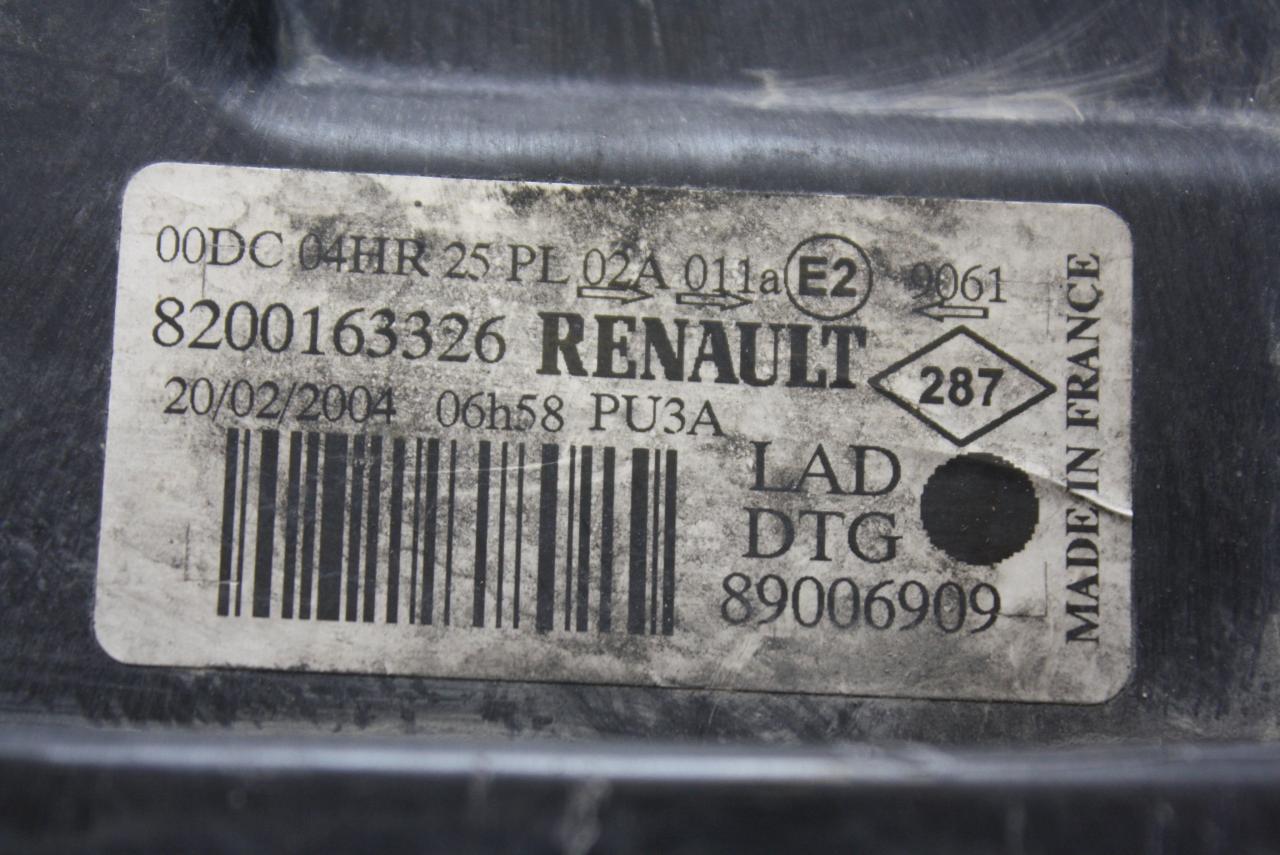 00DC 04HR 25 PL 02A 011a E2 9061
8200163326 RENAULT
287
20/02/2004 06h58 PU3A
LAD
DTG
89006909
MADE IN FRANCE